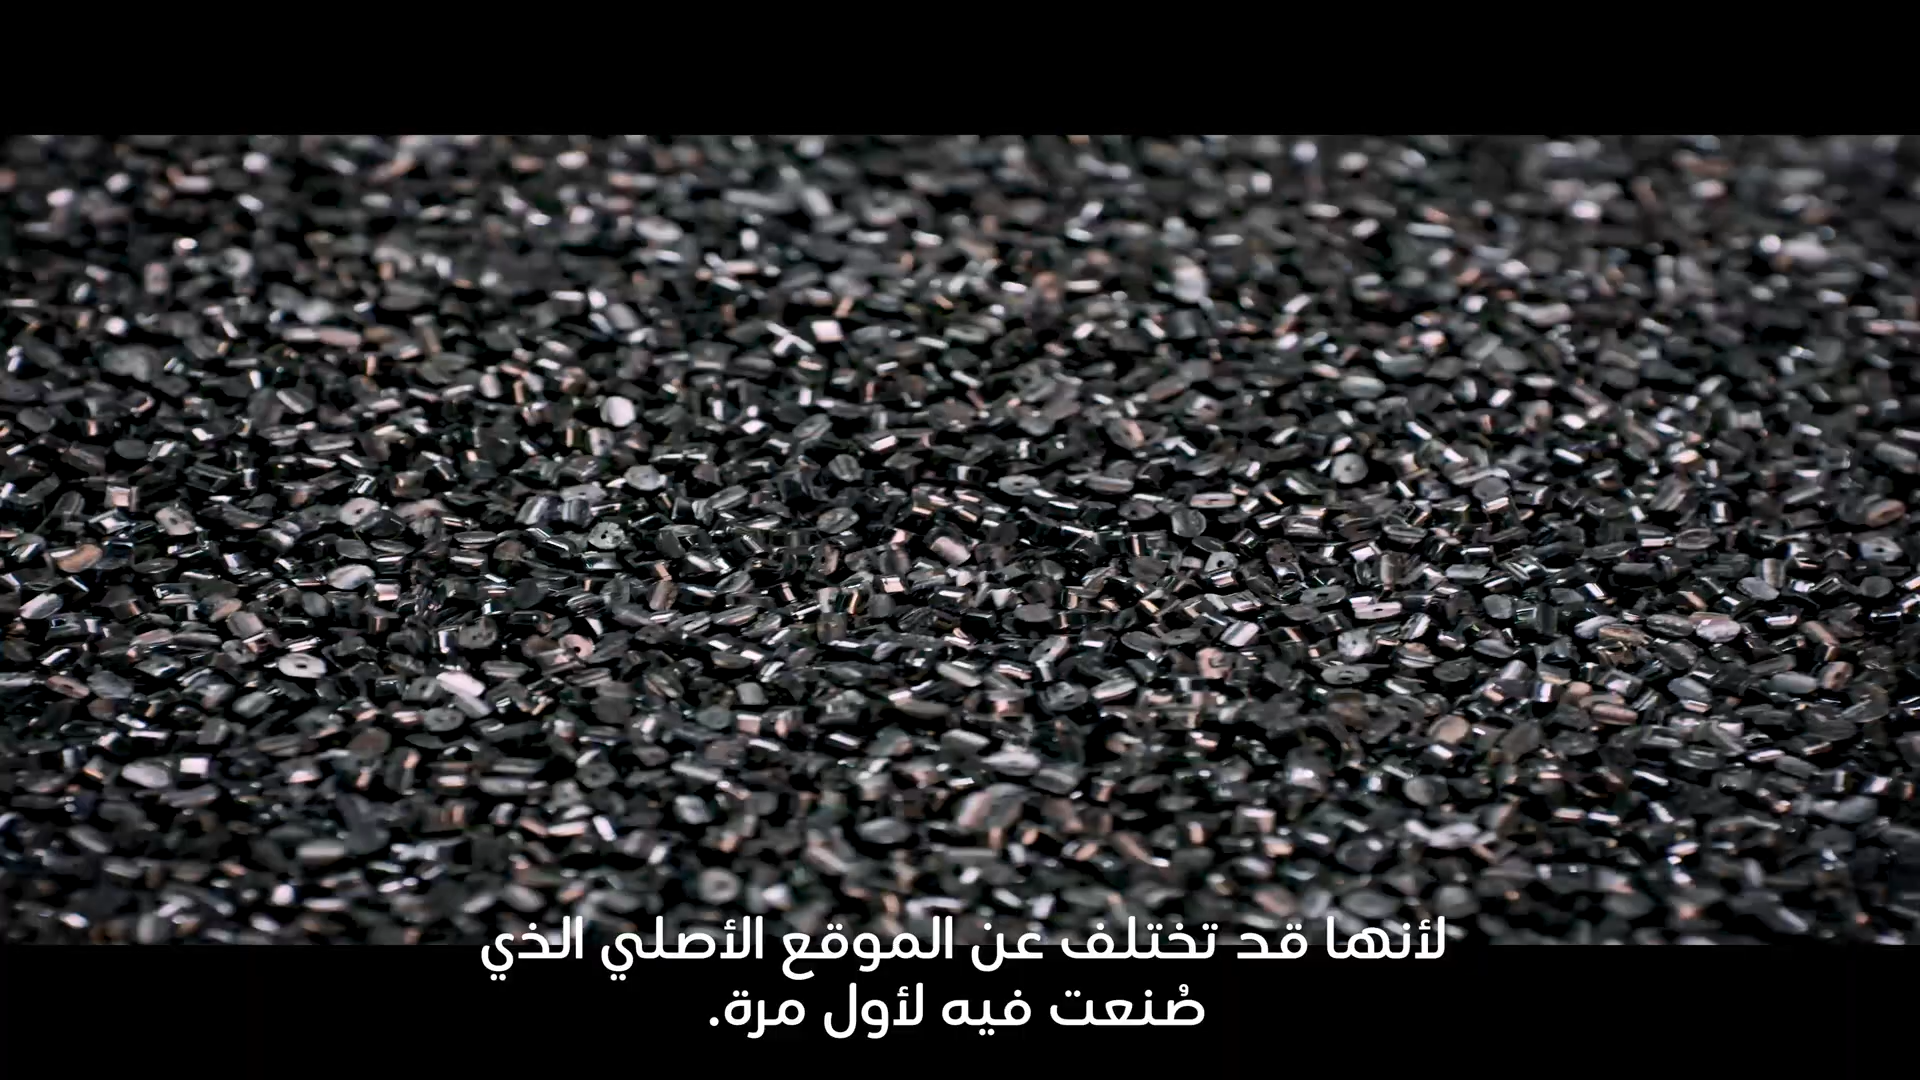 لأنها قد تختلف عن الموقع الأصلي الذي
صُنعت فيه لأول مرة.